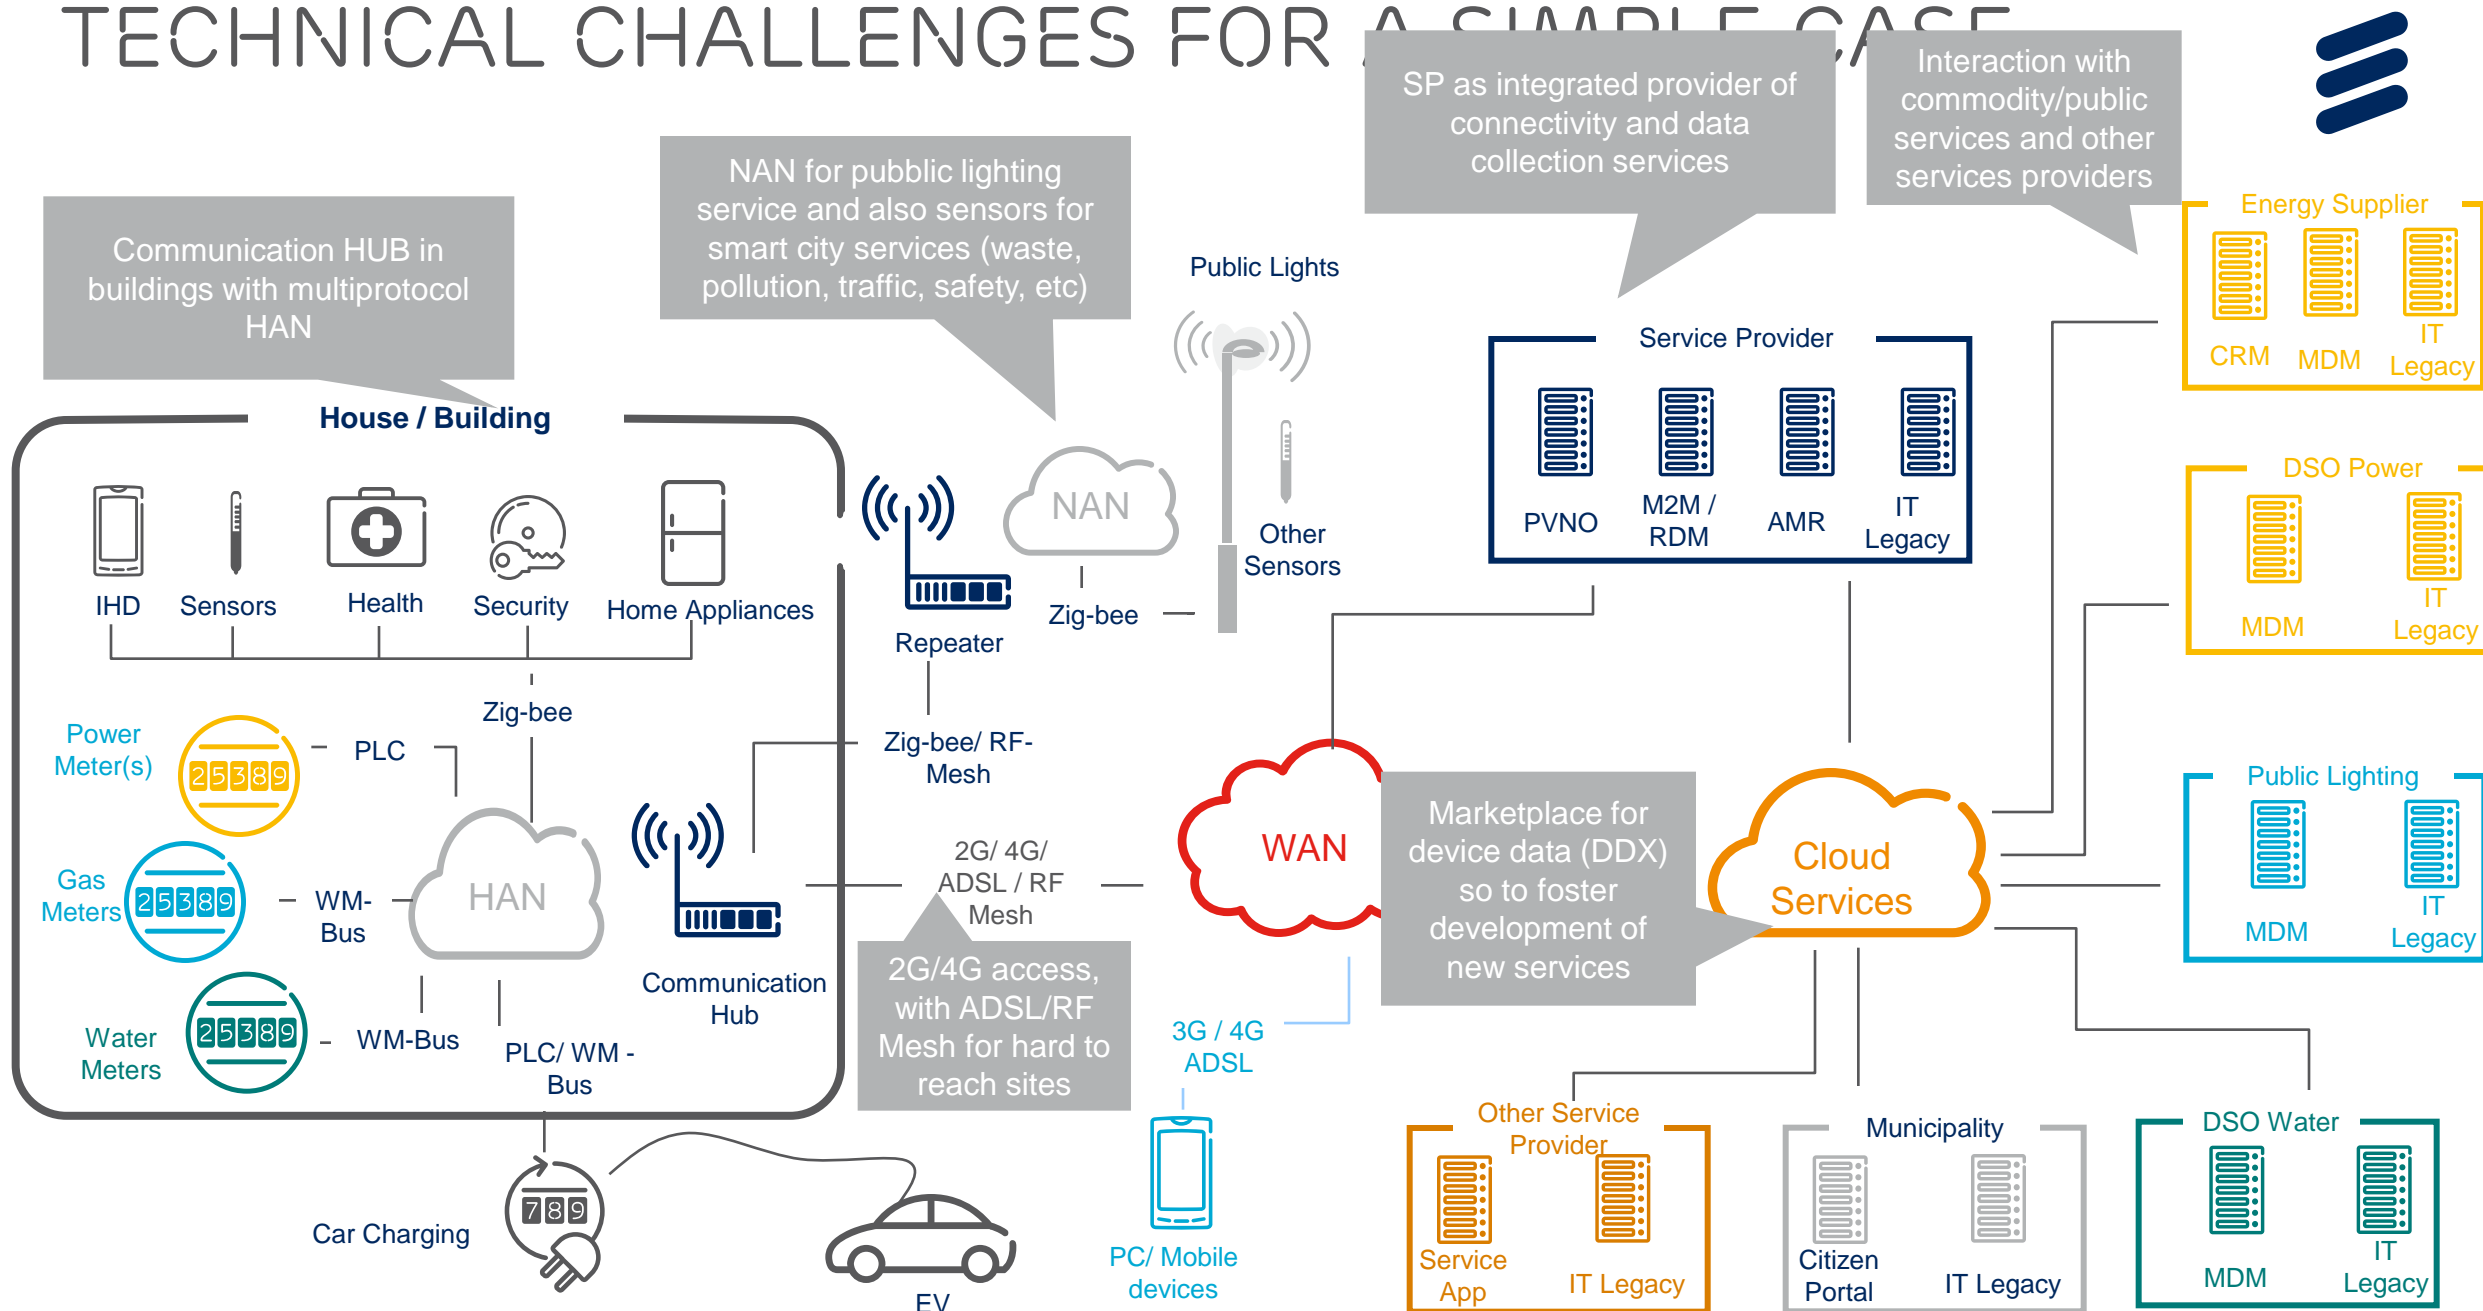 TECHNICAL CHALLENGES FOR A SIMPLE CASE
SP as integrated provider of
connectivity and data
collection services
Interaction with
commodity/public
services and other
services providers
NAN for pubblic lighting
service and also sensors for
smart city services (waste,
pollution, traffic, safety, etc)
Communication HUB in
buildings with multiprotocol
HAN
Public Lights
Energy Supplier
CRM
MDM
IT
Legacy
Service Provider
PVNO
M2M /
RDM
AMR
IT
Legacy
House / Building
IHD
Sensors
Health
Security
Home Appliances
NAN
Other
Sensors
Zig-bee
Repeater
DSO Power
MDM
IT
Legacy
Zig-bee
Power
Meter(s)
25389
PLC
Zig-bee/ RF-
Mesh
Gas
Meters
25389
WM-
Bus
HAN
2G/ 4G/
ADSL / RF
Mesh
WAN
Marketplace for
device data (DDX)
so to foster
development of
new services
Cloud
Services
Public Lighting
MDM
IT
Legacy
Communication
Hub
2G/4G access,
with ADSL/RF
Mesh for hard to
reach sites
Water
Meters
25389
WM-Bus
PLC/ WM -
Bus
3G / 4G
ADSL
Other Service
Provider
Service
App
IT Legacy
Municipality
Citizen
Portal
IT Legacy
DSO Water
MDM
IT
Legacy
Car Charging
789
EV
PC/ Mobile
devices